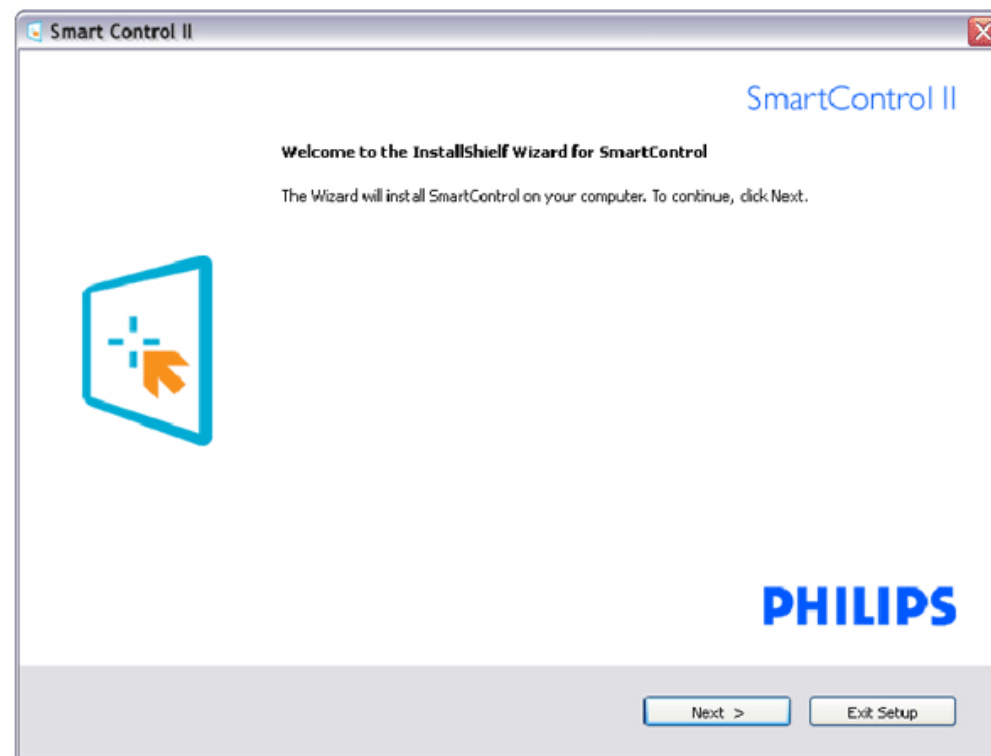 Smart Control II
SmartControl II
Welcome to the InstallShielf Wizard for SmartControl
The Wizard will install SmartControl on your computer. To continue, click Next.
PHILIPS
Next >
Exit Setup